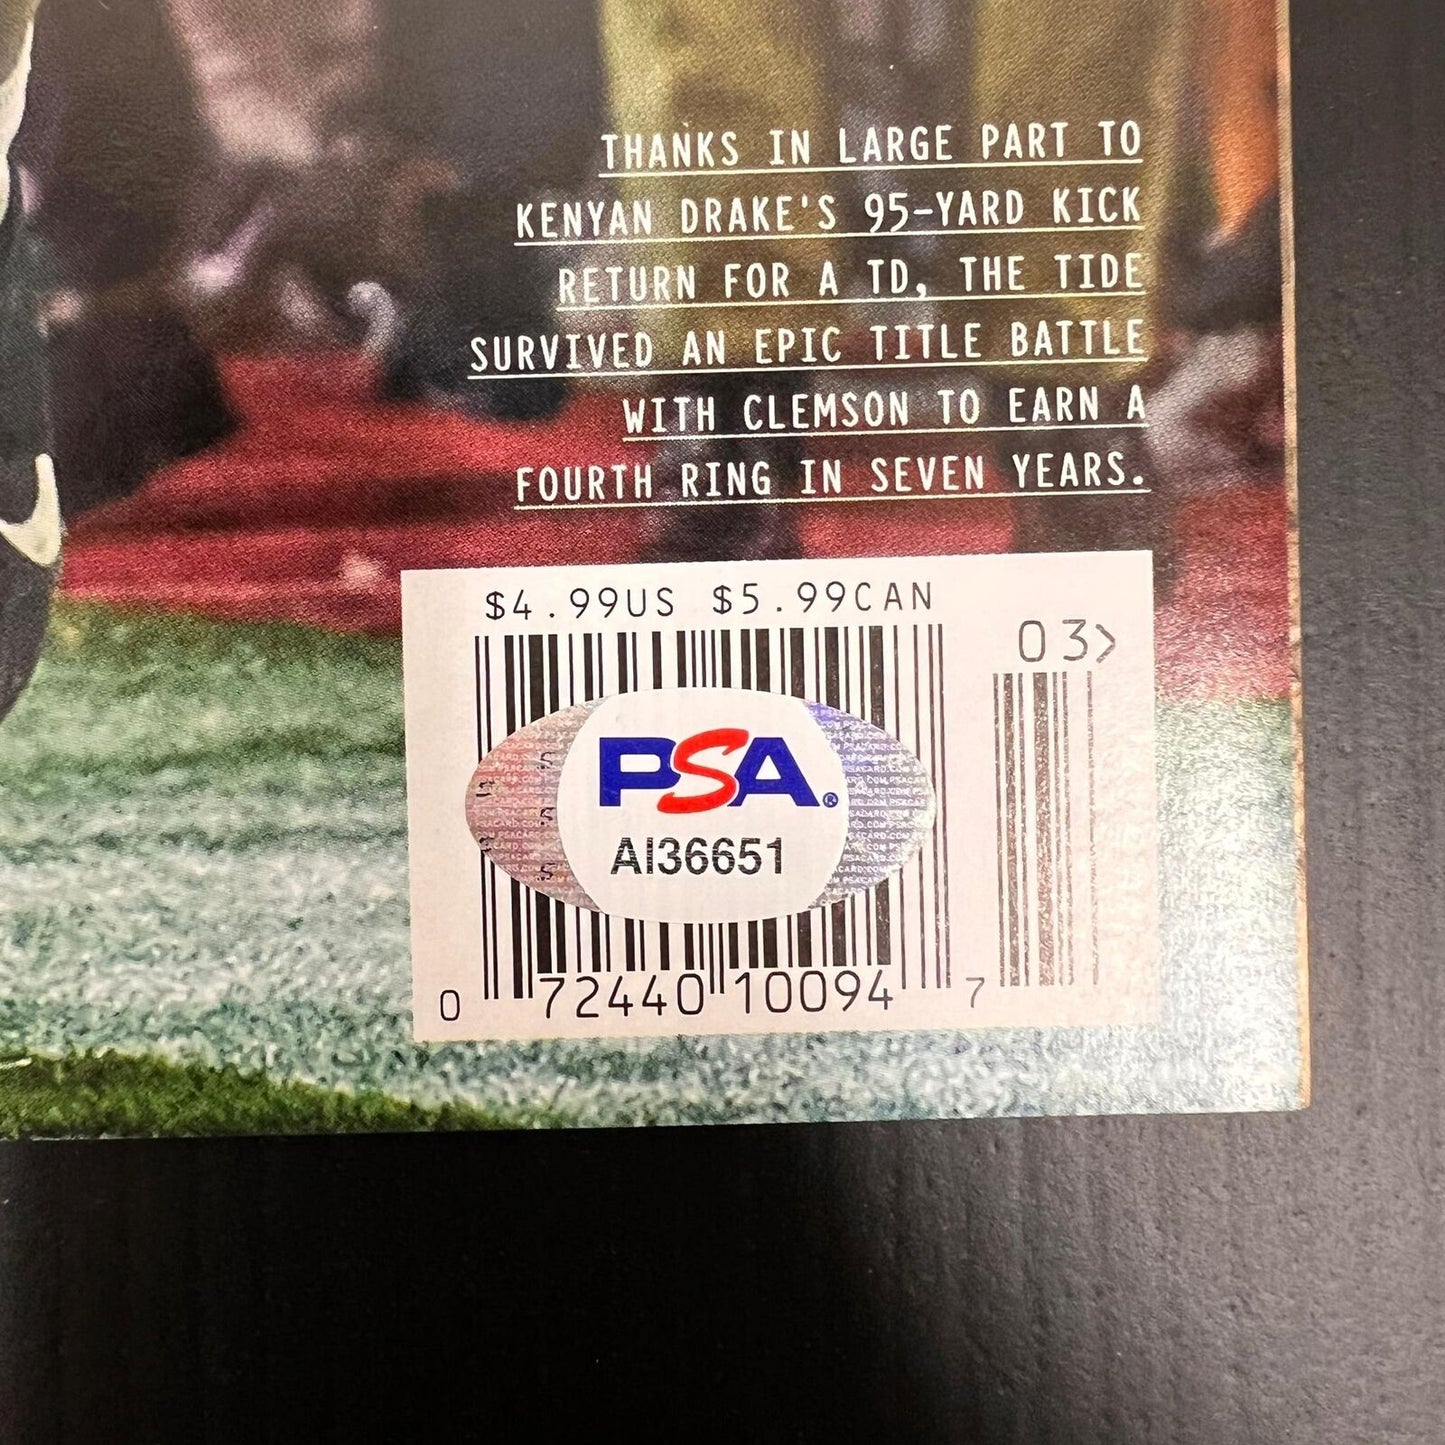 THANKS IN LARGE PART TO
KENYAN DRAKE'S 95-YARD KICK
RETURN FOR A TD, THE TIDE
SURVIVED AN EPIC TITLE BATTLE
WITH CLEMSON TO EARN A
FOURTH RING IN SEVEN YEARS.
$4.99US $5.99CAN
03>
PSA®
AI36651
0 72440 10094 7